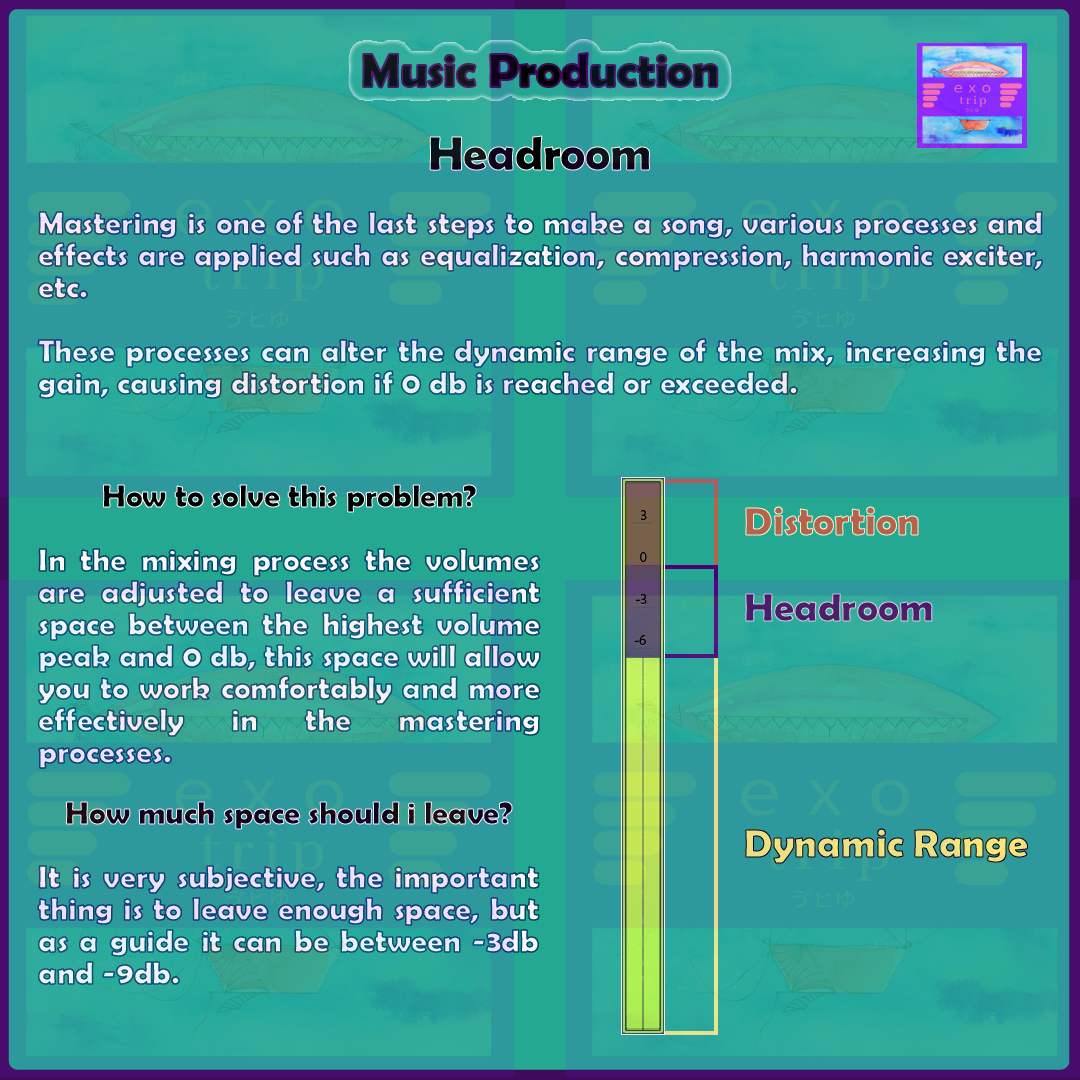 Music Production
exo
trip
Headroom
Mastering is one of the last steps to make a song, various processes and
effects are applied such as equalization, compression, harmonic exciter,
etc.
These processes can alter the dynamic range of the mix, increasing the
gain, causing distortion if 0 db is reached or exceeded.
How to solve this problem?
In the mixing process the volumes
are adjusted to leave a sufficient
space between the highest volume
peak and 0 db, this space will allow
you to work comfortably and more
effectively in the mastering
processes.
How much space should i leave?
It is very subjective, the important
thing is to leave enough space, but
as a guide it can be between -3db
and -9db.
3
0
-3
-6
Distortion
Headroom
Dynamic Range